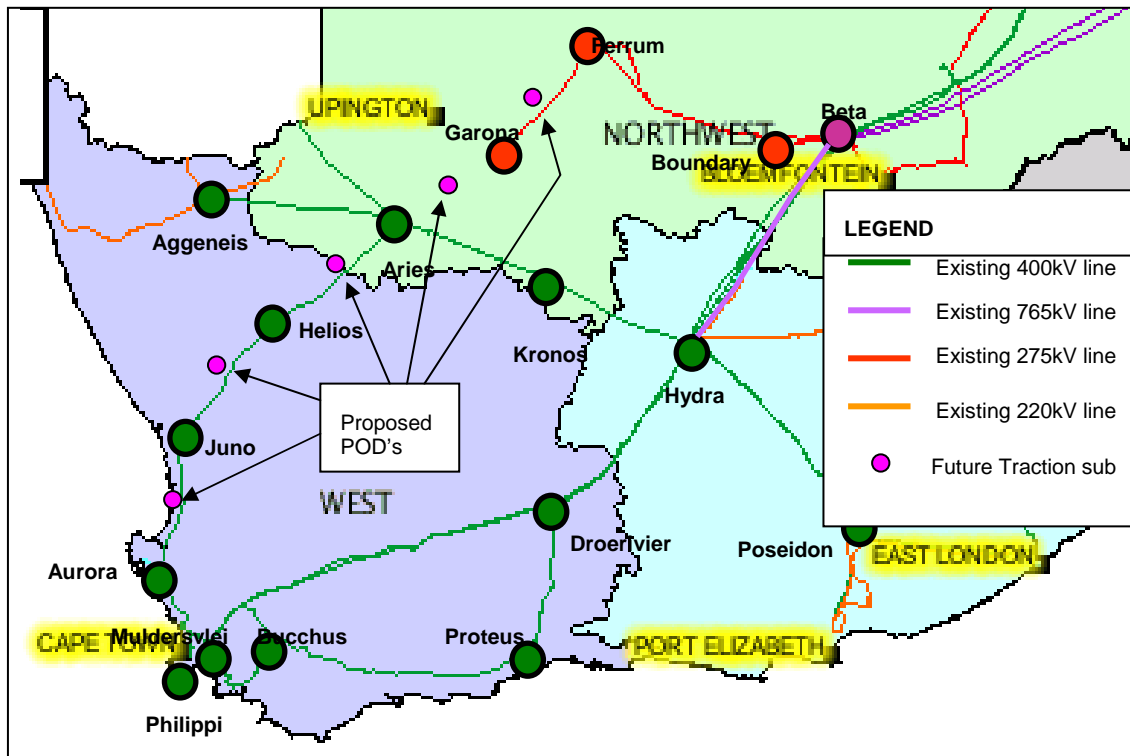 Ferrum
UPINGTON
Garona
NORTHWEST
Beta
Boundary
BLOEMFONTEIN
LEGEND
Existing 400kV line
Existing 765kV line
Existing 275kV line
Existing 220kV line
Future Traction sub
Aggeneis
Aries
Helios
Kronos
Hydra
Proposed
POD's
Juno
WEST
Droerivier
Poseidon
EAST LONDON
Aurora
CAPE TOWN
Muldersvlei
Bucchus
Proteus
PORT ELIZABETH
Philippi